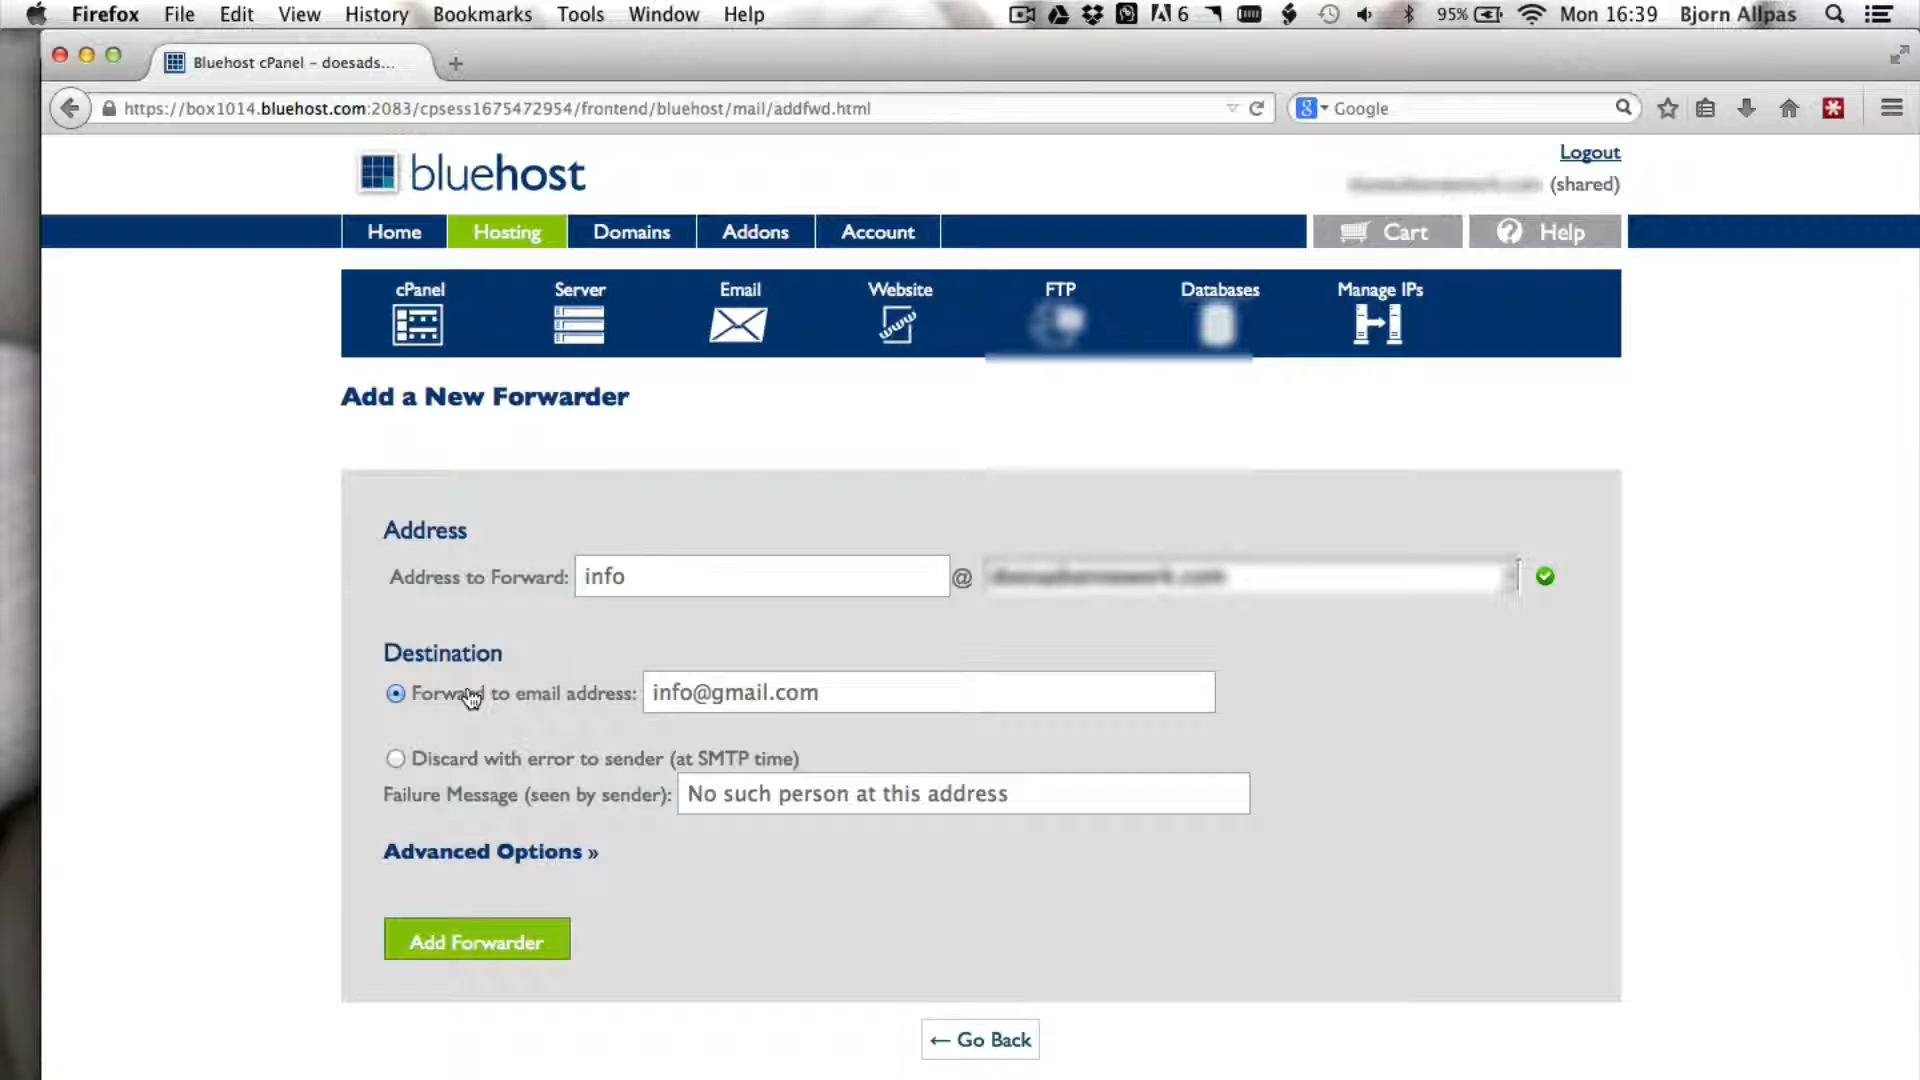 Firefox File Edit View History Bookmarks Tools Window Help 6 95% Mon 16:39 Bjorn Allpas
Bluehost cPanel – doesads...
https://box1014.bluehost.com:2083/cpsess1675472954/frontend/bluehost/mail/addfwd.html
Google
bluehost
Logout
(shared)
Home Hosting Domains Addons Account Cart Help
cPanel Server Email Website FTP Databases Manage IPs
www
Add a New Forwarder
Address
Address to Forward: info @
Destination
Forward to email address: info@gmail.com
Discard with error to sender (at SMTP time)
Failure Message (seen by sender): No such person at this address
Advanced Options »
Add Forwarder
← Go Back